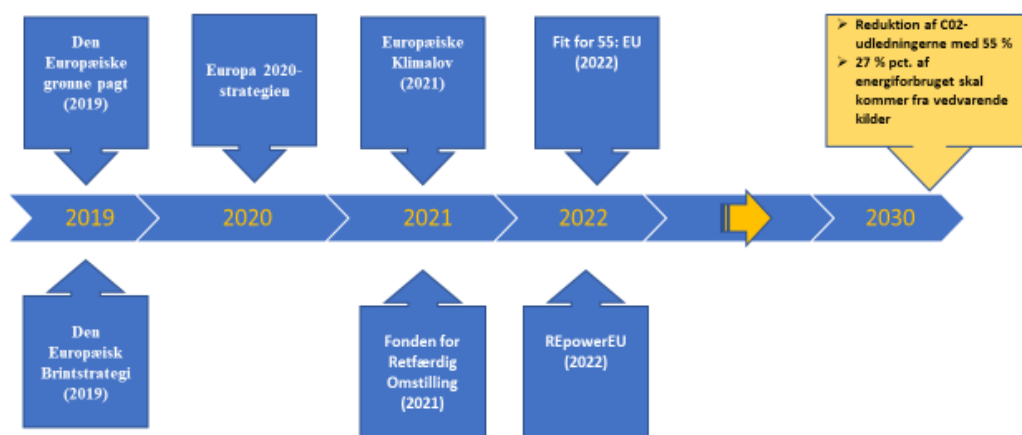 Den
Europæiske
grønne pagt
(2019)
Europa 2020-
strategien
Europæiske
Klimalov
(2021)
Fit for 55: EU
(2022)
➢ Reduktion af C02-
udledningerne med 55 %
➢ 27 % pct. af
energiforbruget skal
kommer fra vedvarende
kilder
2019
2020
2021
2022
2030
Den
Europæisk
Brintstrategi
(2019)
Fonden for
Retfærdig
Omstilling
(2021)
REpowerEU
(2022)